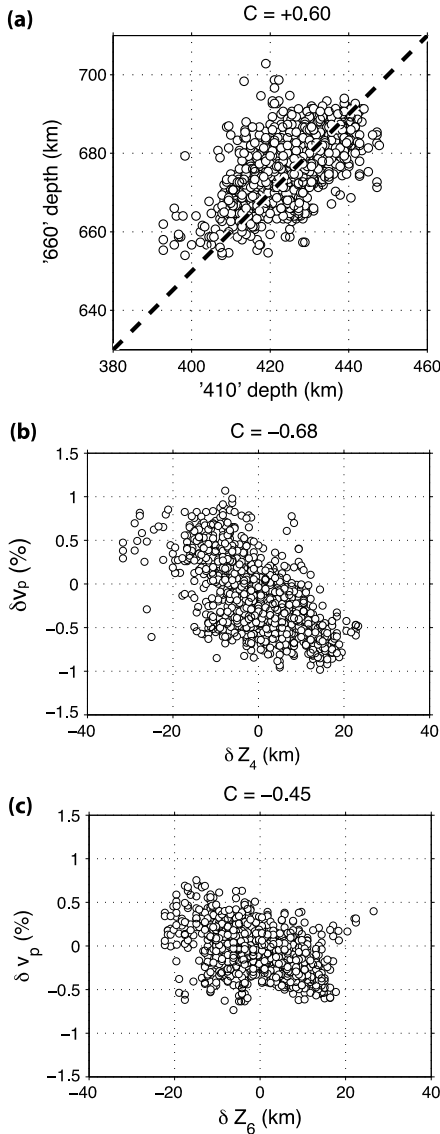 (a)
C = +0.60
700
680
660
640
'660' depth (km)
380 400 420 440 460
'410' depth (km)
(b)
C = −0.68
1.5
1
0.5
0
−0.5
−1
−1.5
δvp (%)
−40 −20 0 20 40
δ Z4 (km)
(c)
C = −0.45
1.5
1
0.5
0
−0.5
−1
−1.5
δ vp (%)
−40 −20 0 20 40
δ Z6 (km)